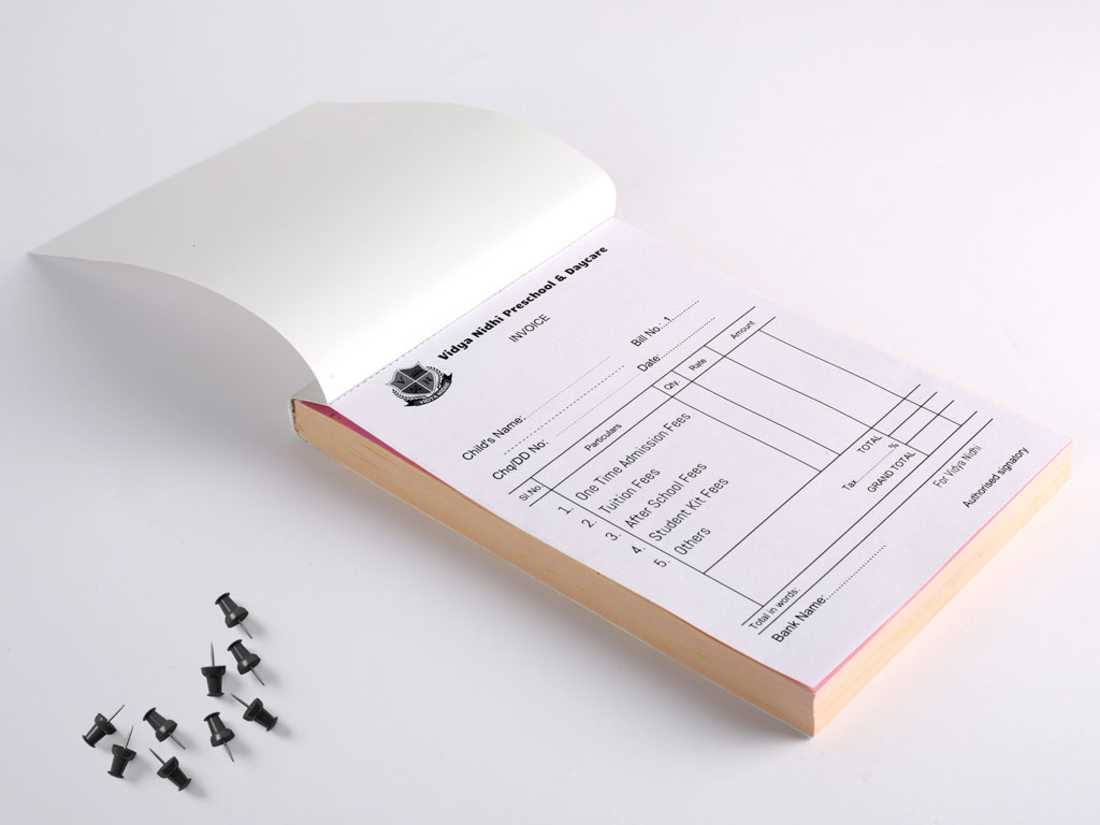 Vidya Nidhi Preschool & Daycare
INVOICE
VIDYA NIDHI
Bill No.: 1
Child's Name:
Date:
Chq/DD No:
Sl.No Particulars Qty. Rate Amount
1. One Time Admission Fees
2. Tuition Fees
3. After School Fees
4. Student Kit Fees
5. Others
TOTAL
Tax %
GRAND TOTAL
Total in words:
For Vidya Nidhi
Bank Name:
Authorised signatory